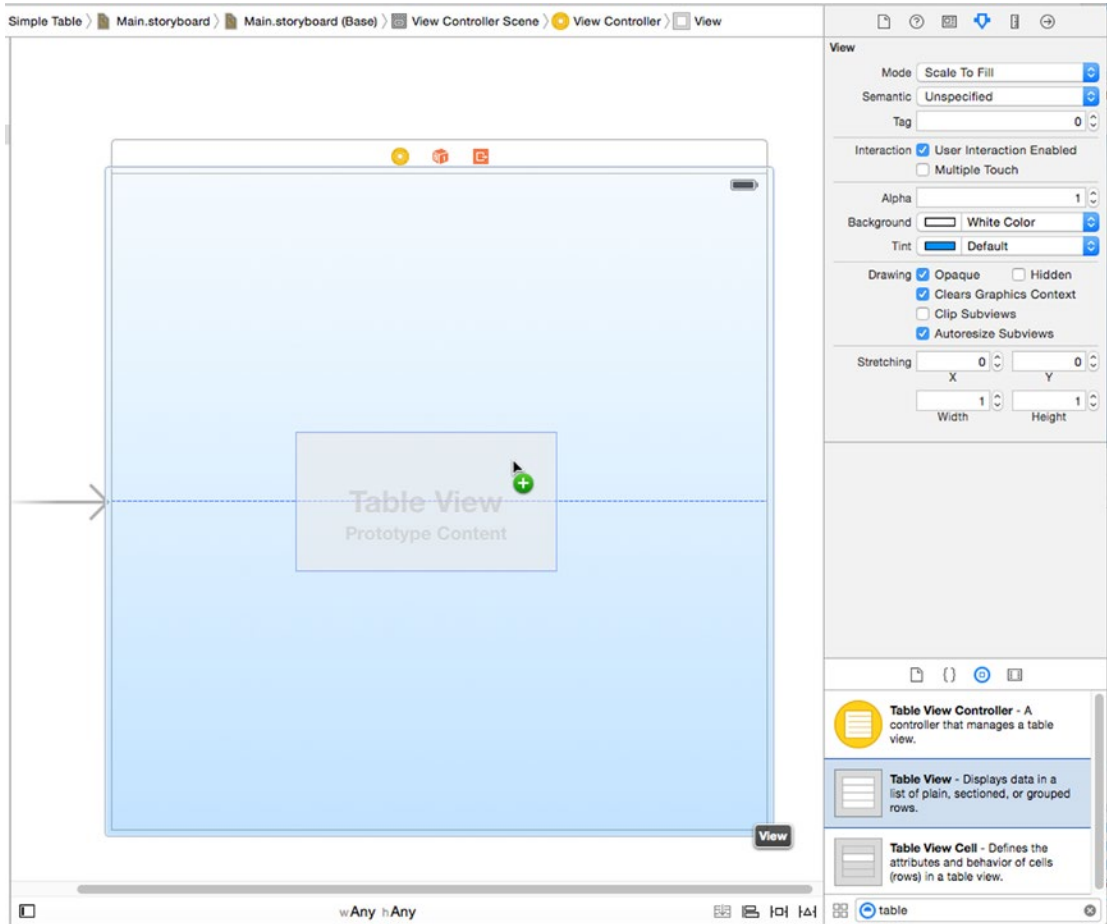 Simple Table Main.storyboard Main.storyboard (Base) View Controller Scene View Controller View
View
Mode Scale To Fill
Semantic Unspecified
Tag 0
Interaction User Interaction Enabled
Multiple Touch
Alpha 1
Background White Color
Tint Default
Drawing Opaque Hidden
Clears Graphics Context
Clip Subviews
Autoresize Subviews
Stretching 0 0
X Y
1 1
Width Height
Table View
Prototype Content
View
Table View Controller - A
controller that manages a table
view.
Table View - Displays data in a
list of plain, sectioned, or grouped
rows.
Table View Cell - Defines the
attributes and behavior of cells
(rows) in a table view.
wAny hAny
table